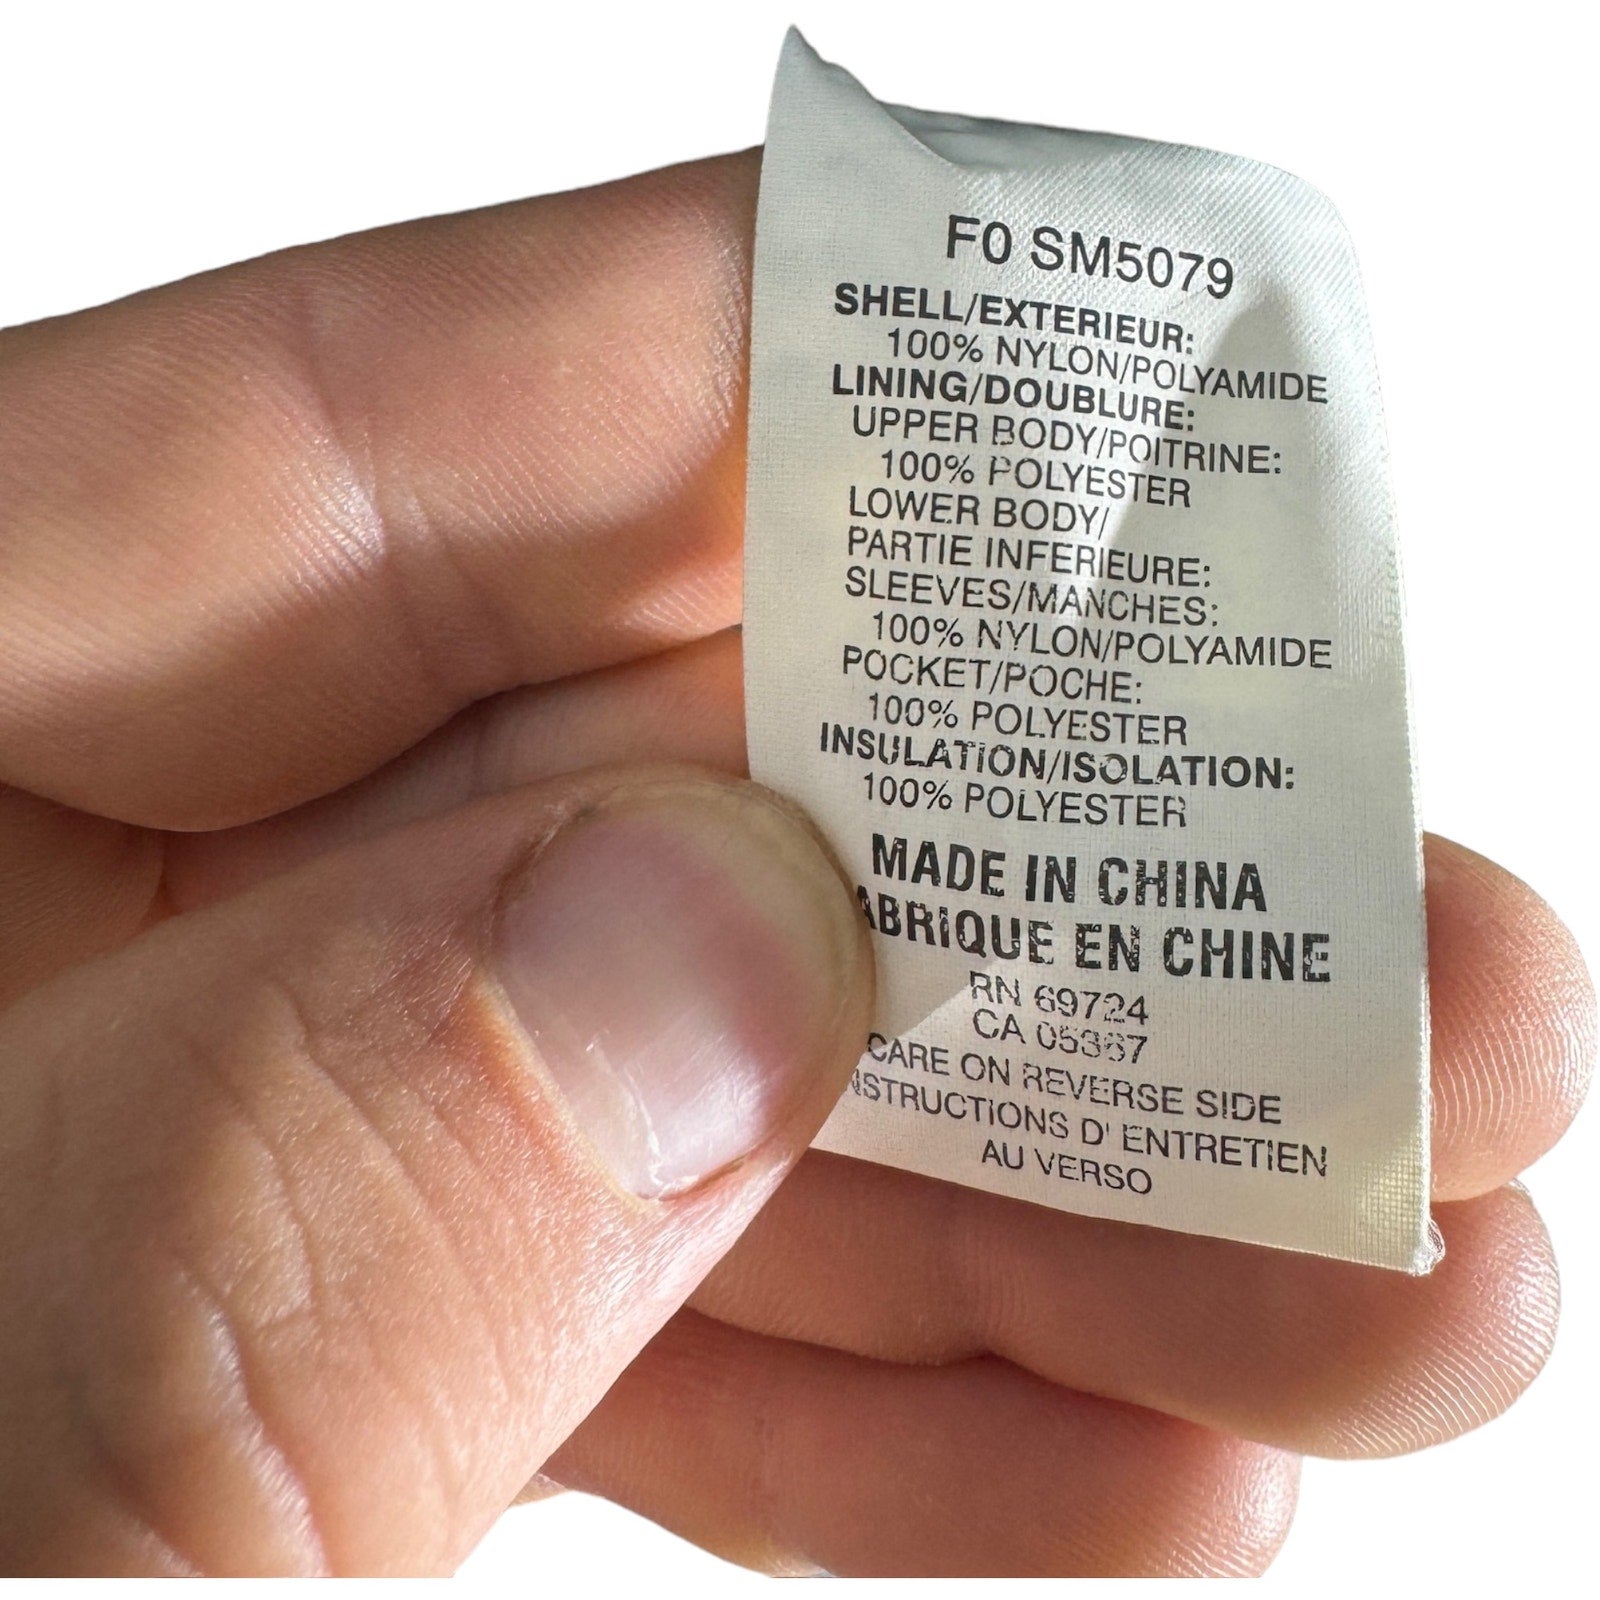 F0 SM5079
SHELL/EXTERIEUR:
100% NYLON/POLYAMIDE
LINING/DOUBLURE:
UPPER BODY/POITRINE:
100% POLYESTER
LOWER BODY/
PARTIE INFERIEURE:
SLEEVES/MANCHES:
100% NYLON/POLYAMIDE
POCKET/POCHE:
100% POLYESTER
INSULATION/ISOLATION:
100% POLYESTER
MADE IN CHINA
ABRIQUE EN CHINE
RN 69724
CA 05367
CARE ON REVERSE SIDE
NSTRUCTIONS D' ENTRETIEN
AU VERSO